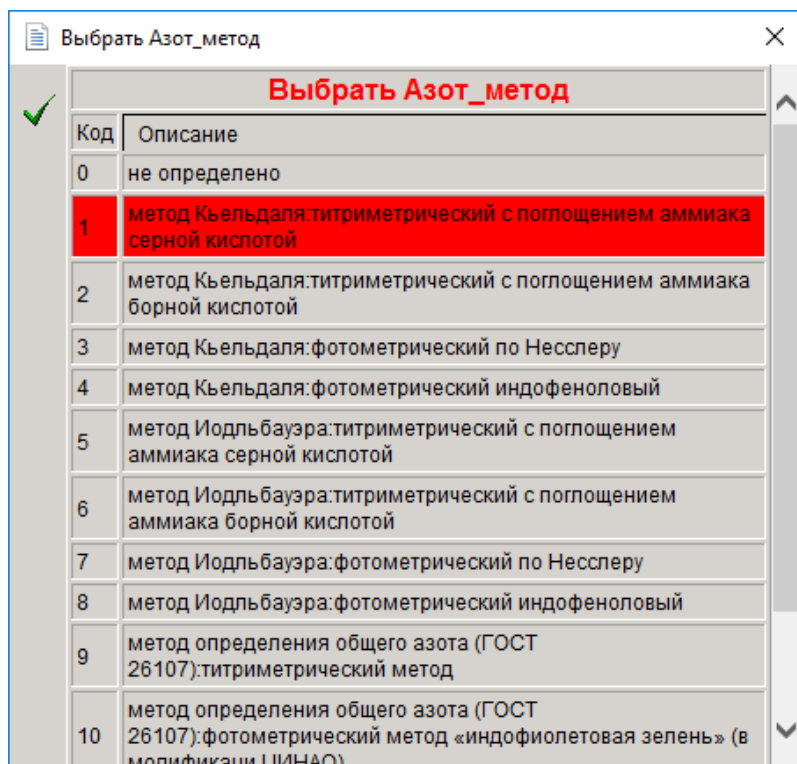 Выбрать Азот_метод
Выбрать Азот_метод
Код Описание
0 не определено
1 метод Кьельдаля:титриметрический с поглощением аммиака
серной кислотой
2 метод Кьельдаля:титриметрический с поглощением аммиака
борной кислотой
3 метод Кьельдаля:фотометрический по Несслеру
4 метод Кьельдаля:фотометрический индофеноловый
5 метод Иодльбауэра:титриметрический с поглощением
аммиака серной кислотой
6 метод Иодльбауэра:титриметрический с поглощением
аммиака борной кислотой
7 метод Иодльбауэра:фотометрический по Несслеру
8 метод Иодльбауэра:фотометрический индофеноловый
9 метод определения общего азота (ГОСТ
26107):титриметрический метод
10 метод определения общего азота (ГОСТ
26107):фотометрический метод «индофиолетовая зелень» (в
модификаци ЦИНАО)